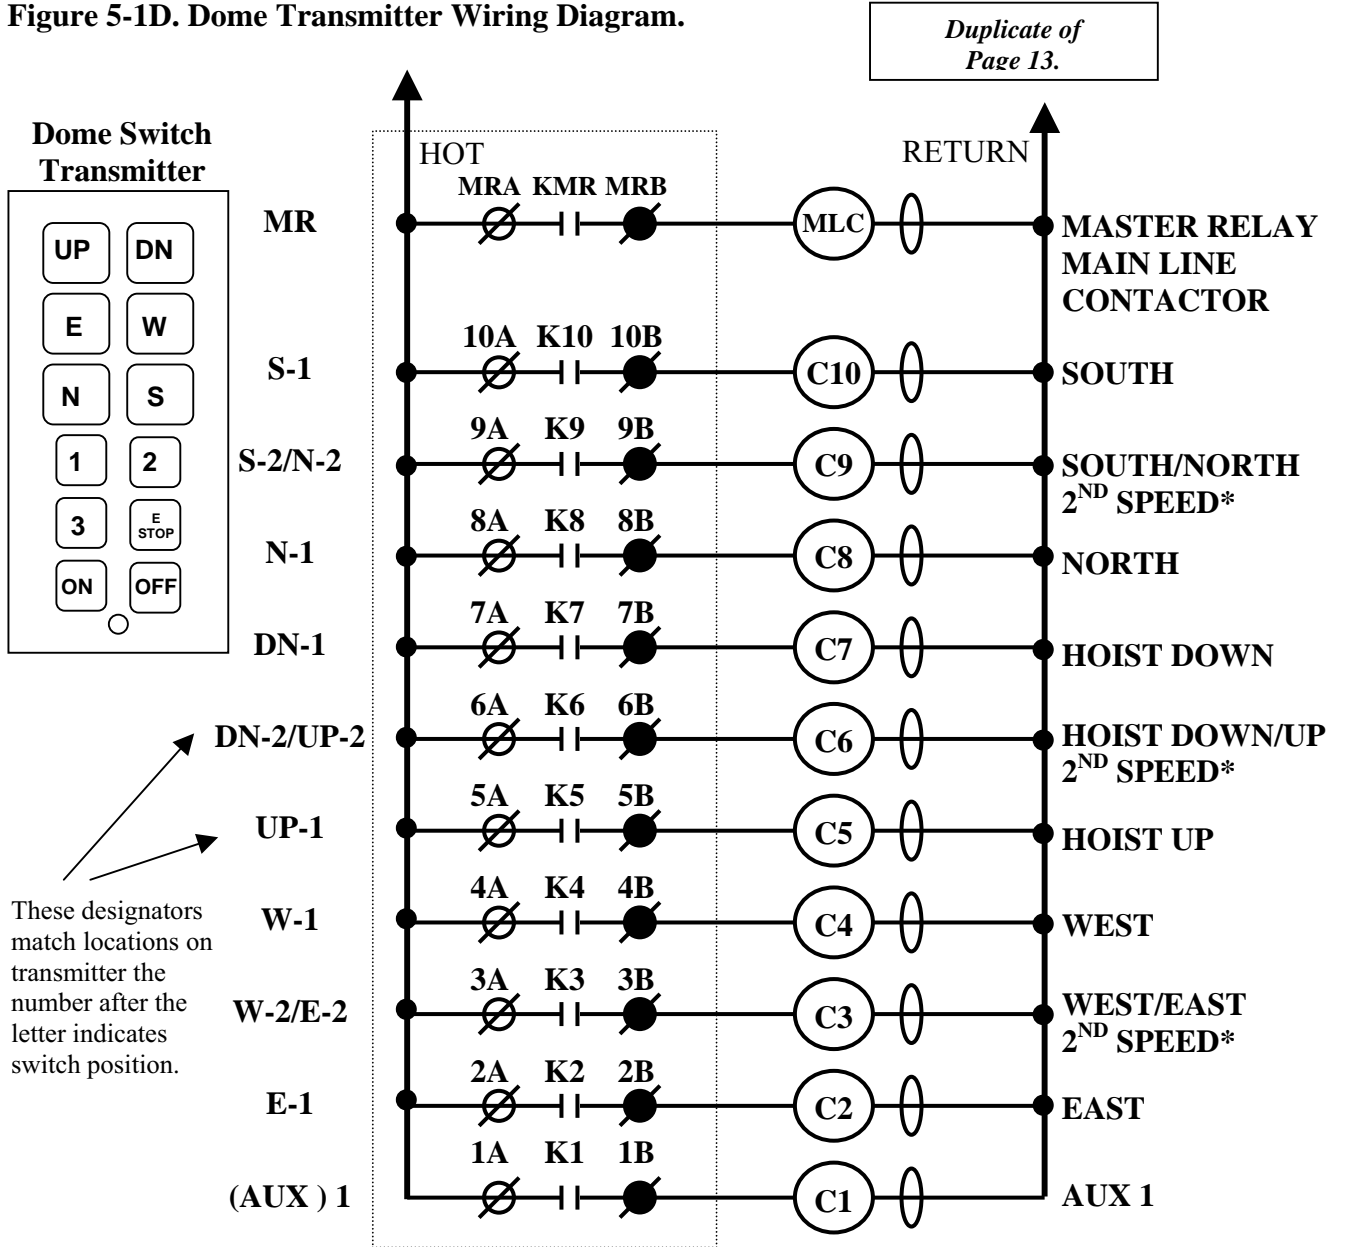 Figure 5-1D. Dome Transmitter Wiring Diagram.
Duplicate of
Page 13.
Dome Switch
Transmitter
UP DN
E W
N S
1 2
3 E STOP
ON OFF
HOT
RETURN
MRA KMR MRB
MR MLC MASTER RELAY
MAIN LINE
CONTACTOR
10A K10 10B
S-1 C10 SOUTH
9A K9 9B
S-2/N-2 C9 SOUTH/NORTH
2ND SPEED*
8A K8 8B
N-1 C8 NORTH
7A K7 7B
DN-1 C7 HOIST DOWN
6A K6 6B
DN-2/UP-2 C6 HOIST DOWN/UP
2ND SPEED*
5A K5 5B
UP-1 C5 HOIST UP
4A K4 4B
W-1 C4 WEST
3A K3 3B
W-2/E-2 C3 WEST/EAST
2ND SPEED*
2A K2 2B
E-1 C2 EAST
1A K1 1B
(AUX ) 1 C1 AUX 1
These designators
match locations on
transmitter the
number after the
letter indicates
switch position.